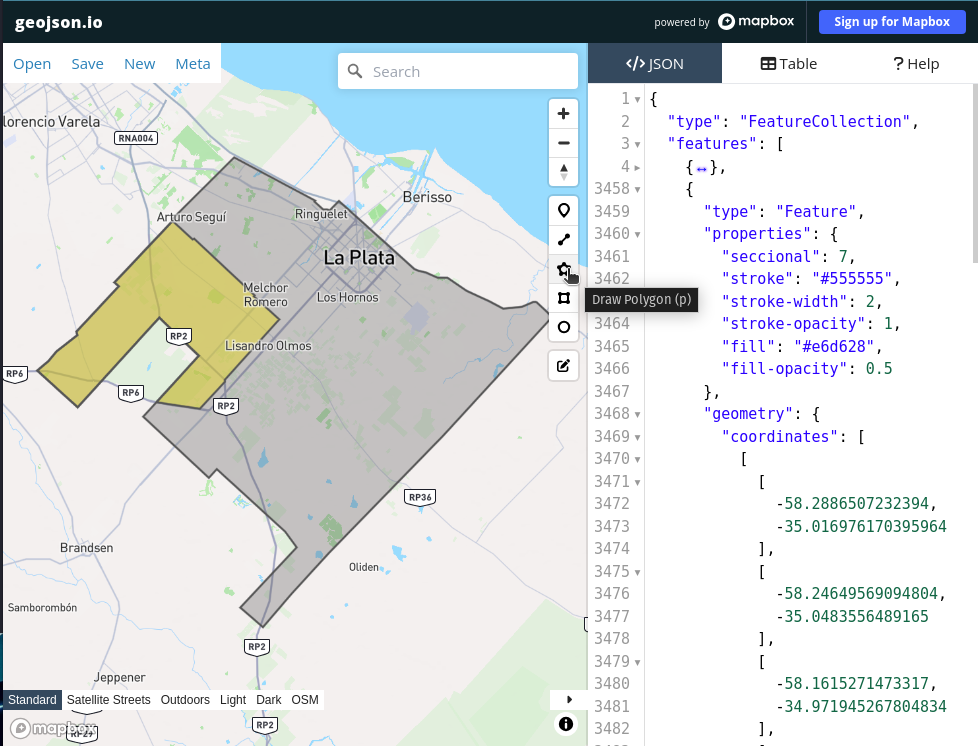 geojson.io
powered by mapbox
Sign up for Mapbox
Open Save New Meta
Search
</> JSON
Table
? Help
lorencio Varela
RNA004
Berisso
Ringuelet
Arturo Seguí
La Plata
Melchor
Romero
Los Hornos
RP2
Lisandro Olmos
RP6
RP6
RP2
RP36
Brandsen
Oliden
Samborombón
RP2
Jeppener
RP2
Draw Polygon (p)
Standard Satellite Streets Outdoors Light Dark OSM
mapbox
RP29
1 {
2 "type": "FeatureCollection",
3 "features": [
4 {↔},
3458 {
3459 "type": "Feature",
3460 "properties": {
3461 "seccional": 7,
3462 "stroke": "#555555",
"stroke-width": 2,
3464 "stroke-opacity": 1,
3465 "fill": "#e6d628",
3466 "fill-opacity": 0.5
3467 },
3468 "geometry": {
3469 "coordinates": [
3470 [
3471 [
3472 -58.2886507232394,
3473 -35.016976170395964
3474 ],
3475 [
3476 -58.24649569094804,
3477 -35.0483556489165
3478 ],
3479 [
3480 -58.1615271473317,
3481 -34.971945267804834
3482 ],